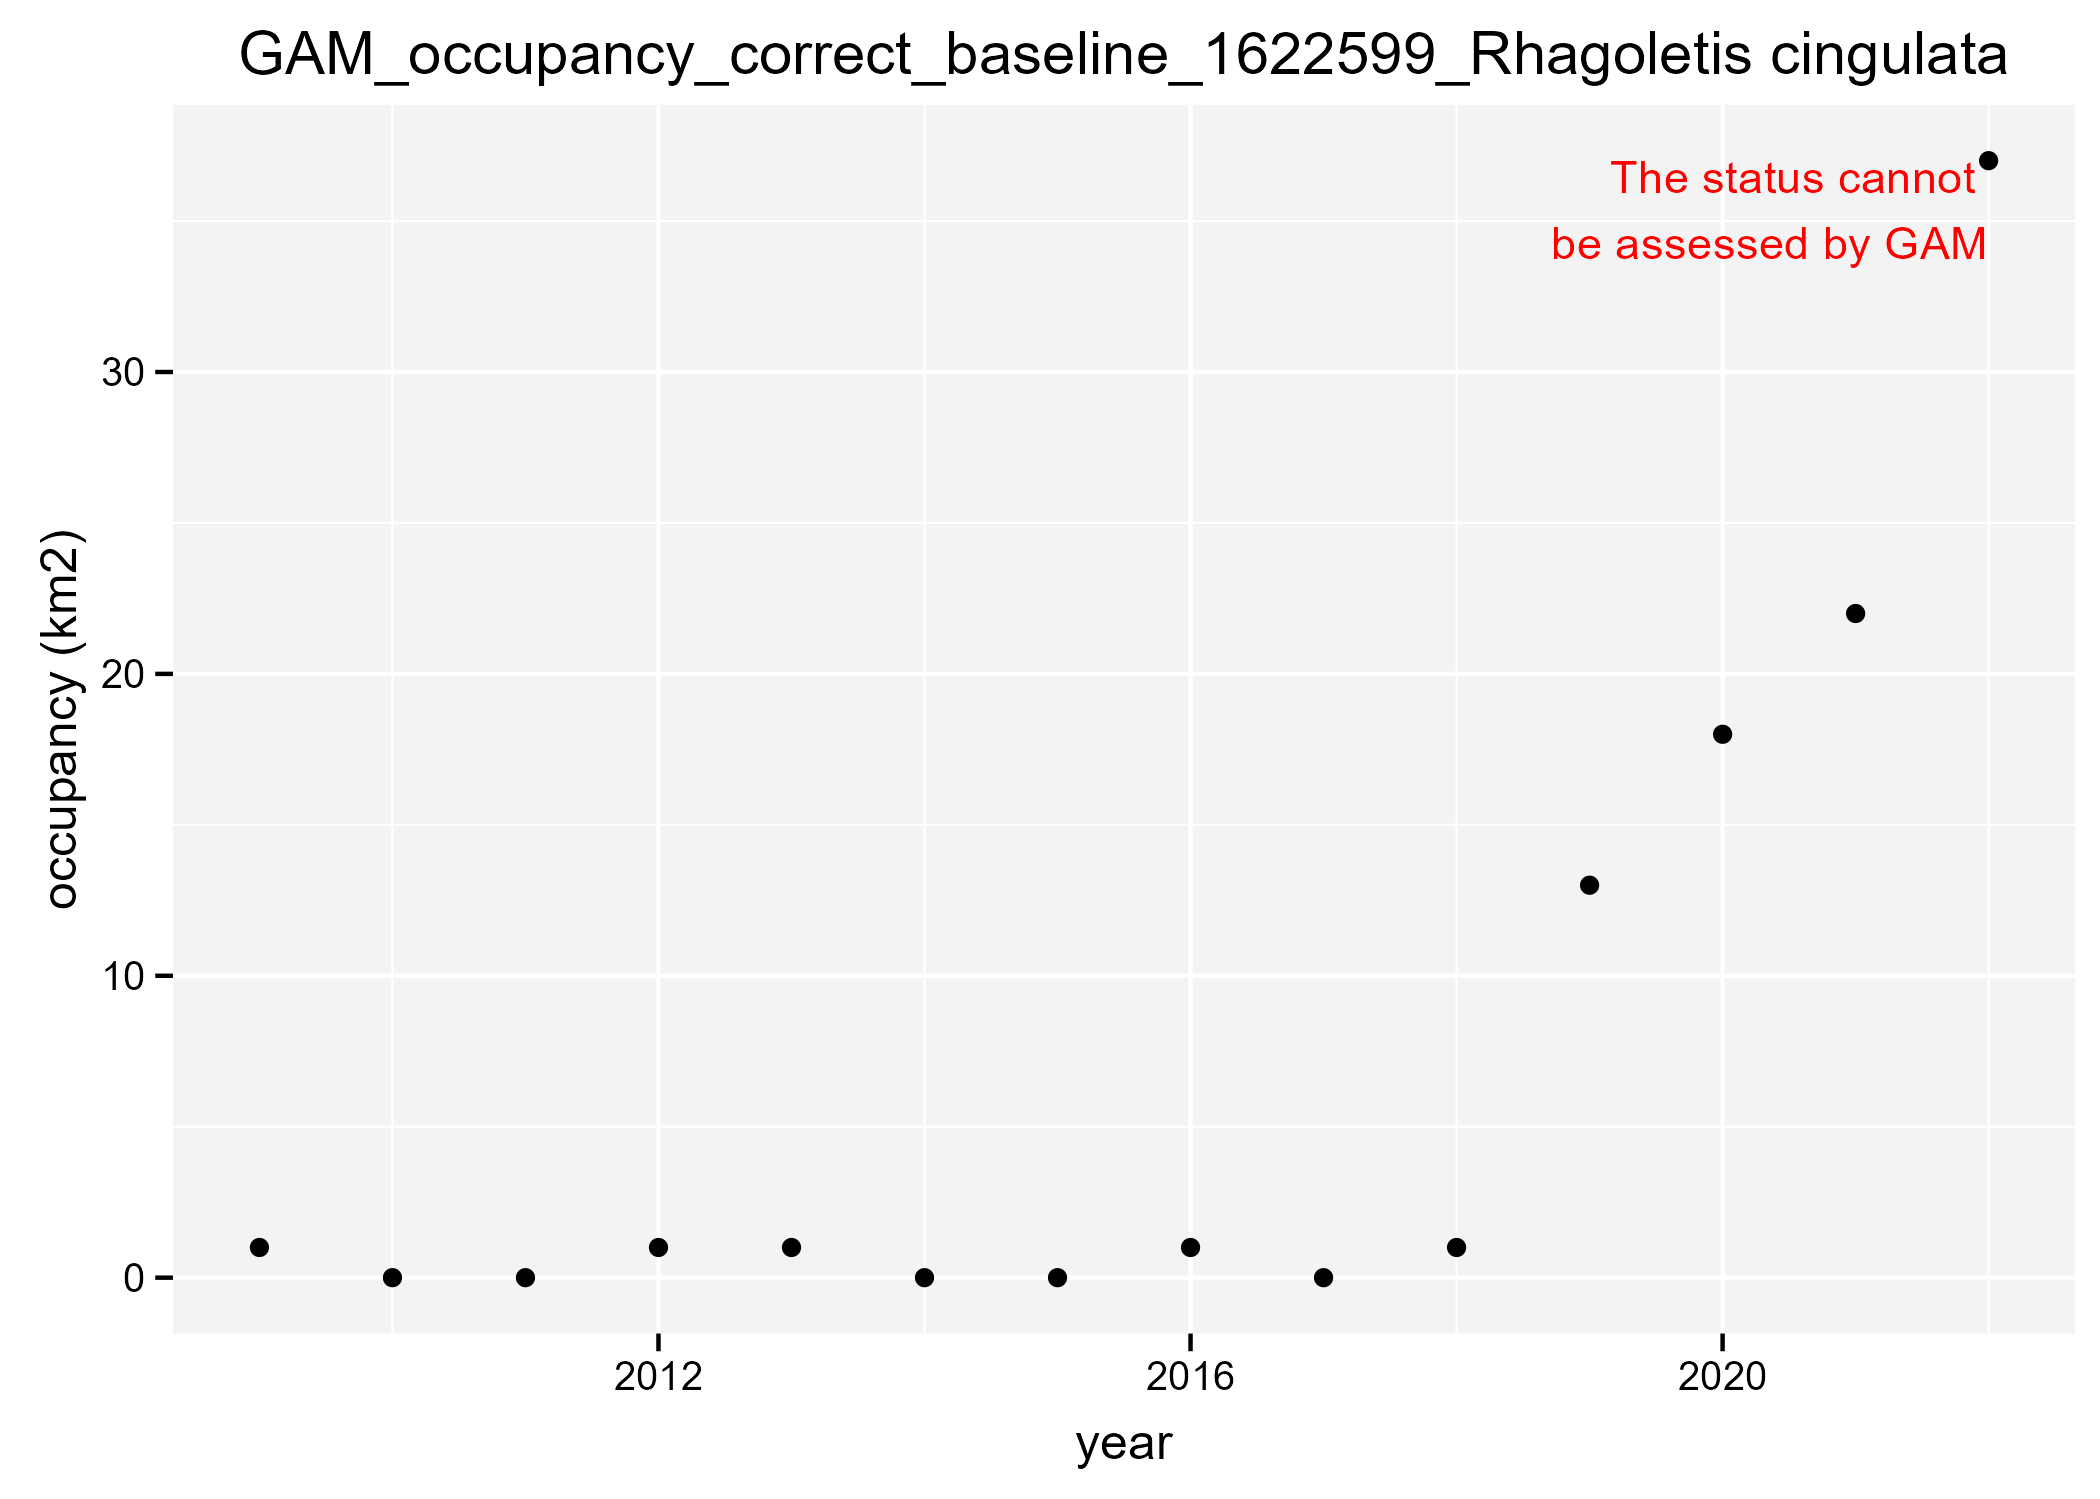 GAM_occupancy_correct_baseline_1622599_Rhagoletis cingulata
The status cannot
be assessed by GAM
occupancy (km2)
30
20
10
0
2012
2016
2020
year